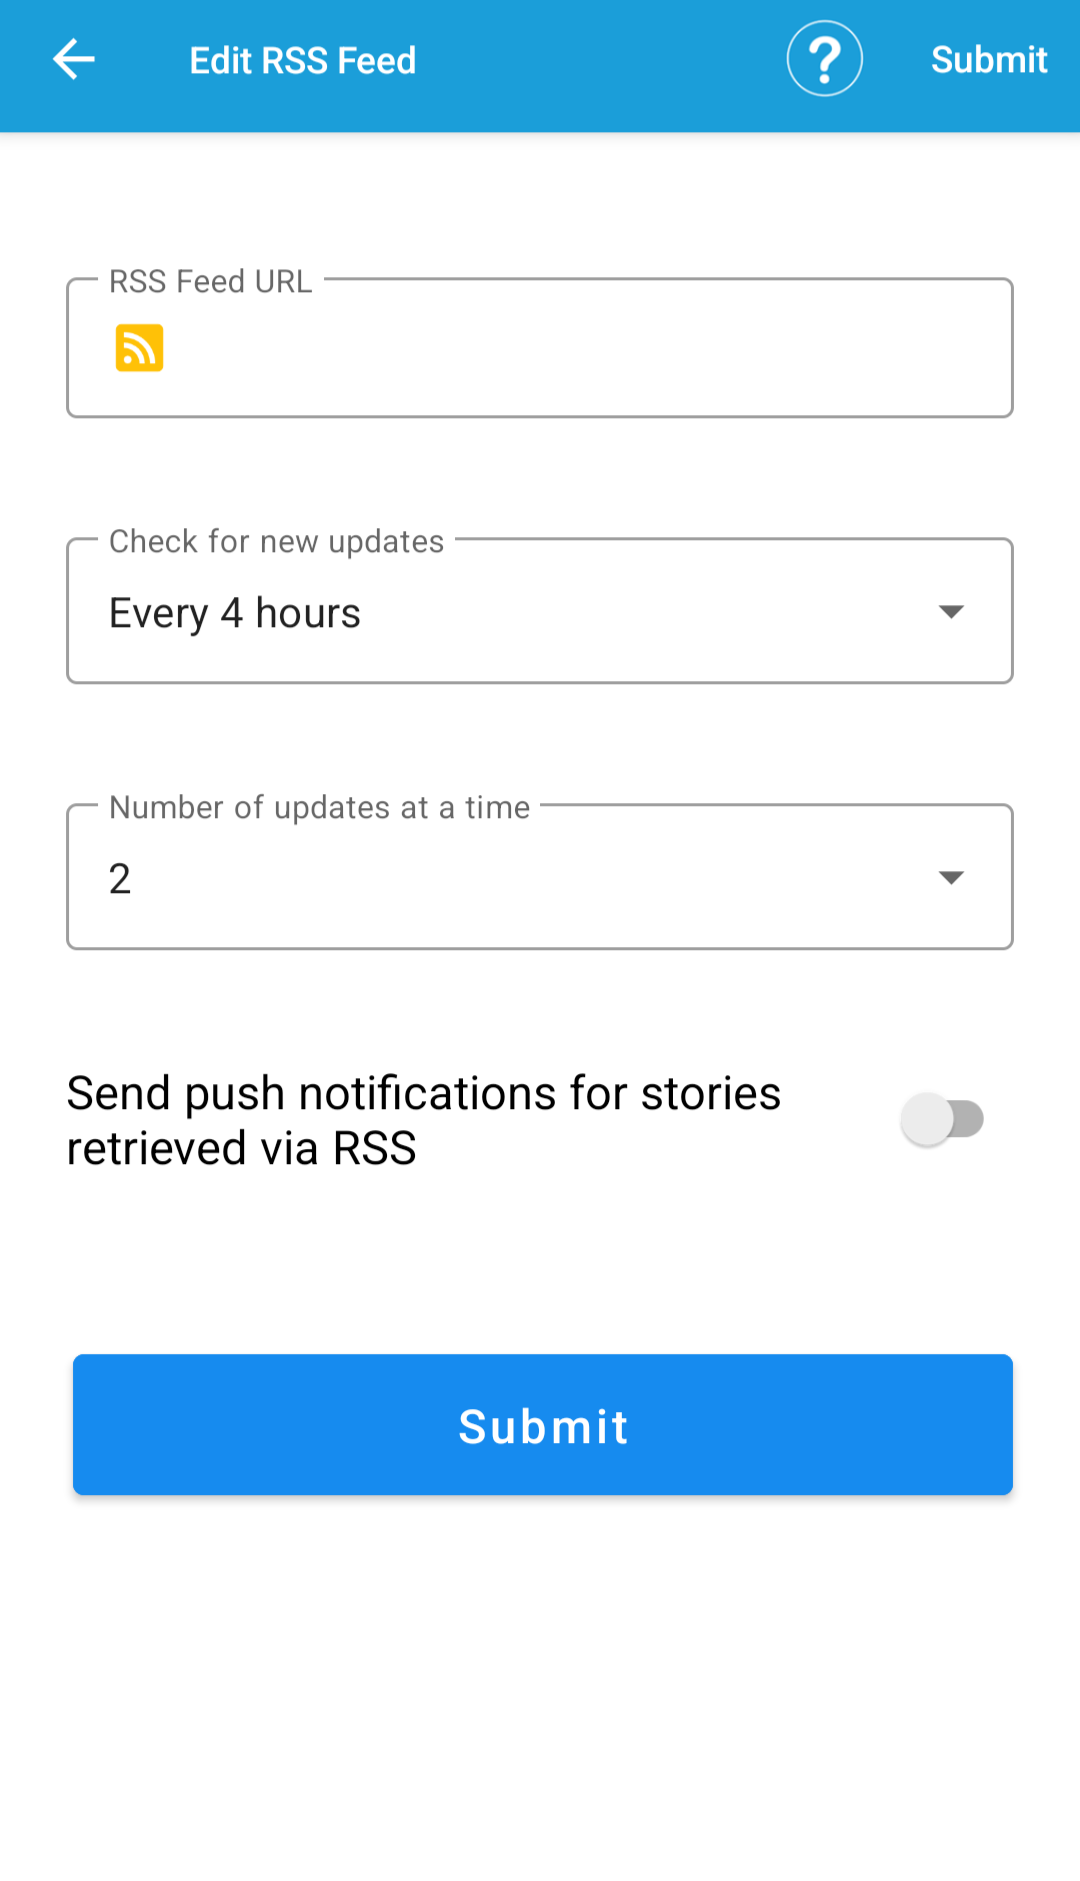 Edit RSS Feed
?
Submit
RSS Feed URL
Check for new updates
Every 4 hours
Number of updates at a time
2
Send push notifications for stories
retrieved via RSS
Submit